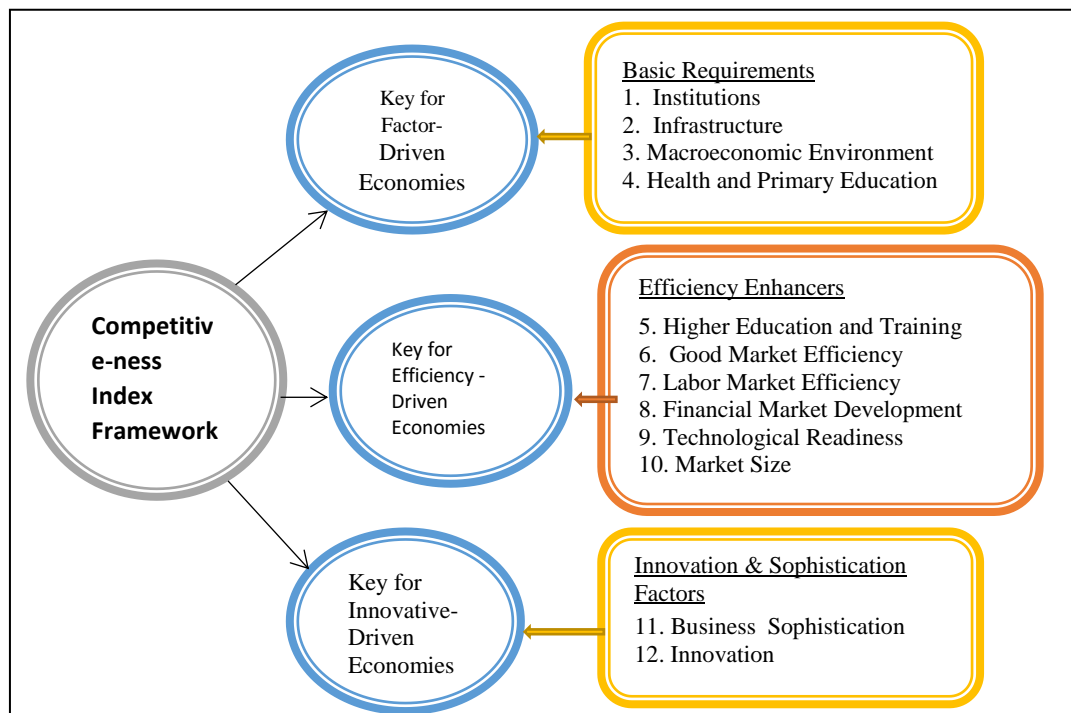 Competitiv
e-ness
Index
Framework
Key for
Factor-
Driven
Economies
Basic Requirements
1. Institutions
2. Infrastructure
3. Macroeconomic Environment
4. Health and Primary Education
Key for
Efficiency -
Driven
Economies
Efficiency Enhancers
5. Higher Education and Training
6. Good Market Efficiency
7. Labor Market Efficiency
8. Financial Market Development
9. Technological Readiness
10. Market Size
Key for
Innovative-
Driven
Economies
Innovation & Sophistication
Factors
11. Business Sophistication
12. Innovation